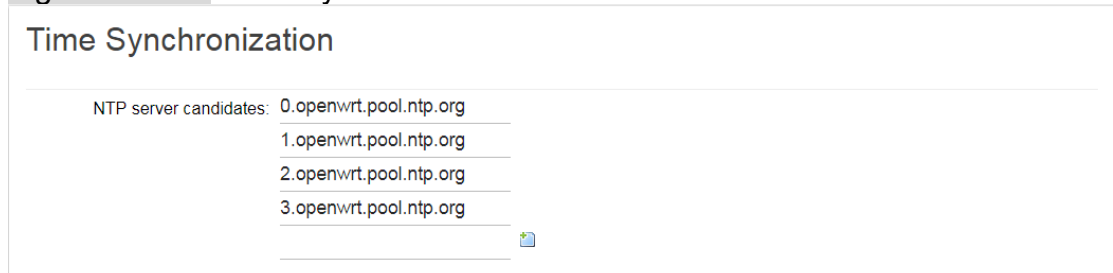 Time Synchronization
NTP server candidates: 0.openwrt.pool.ntp.org
1.openwrt.pool.ntp.org
2.openwrt.pool.ntp.org
3.openwrt.pool.ntp.org